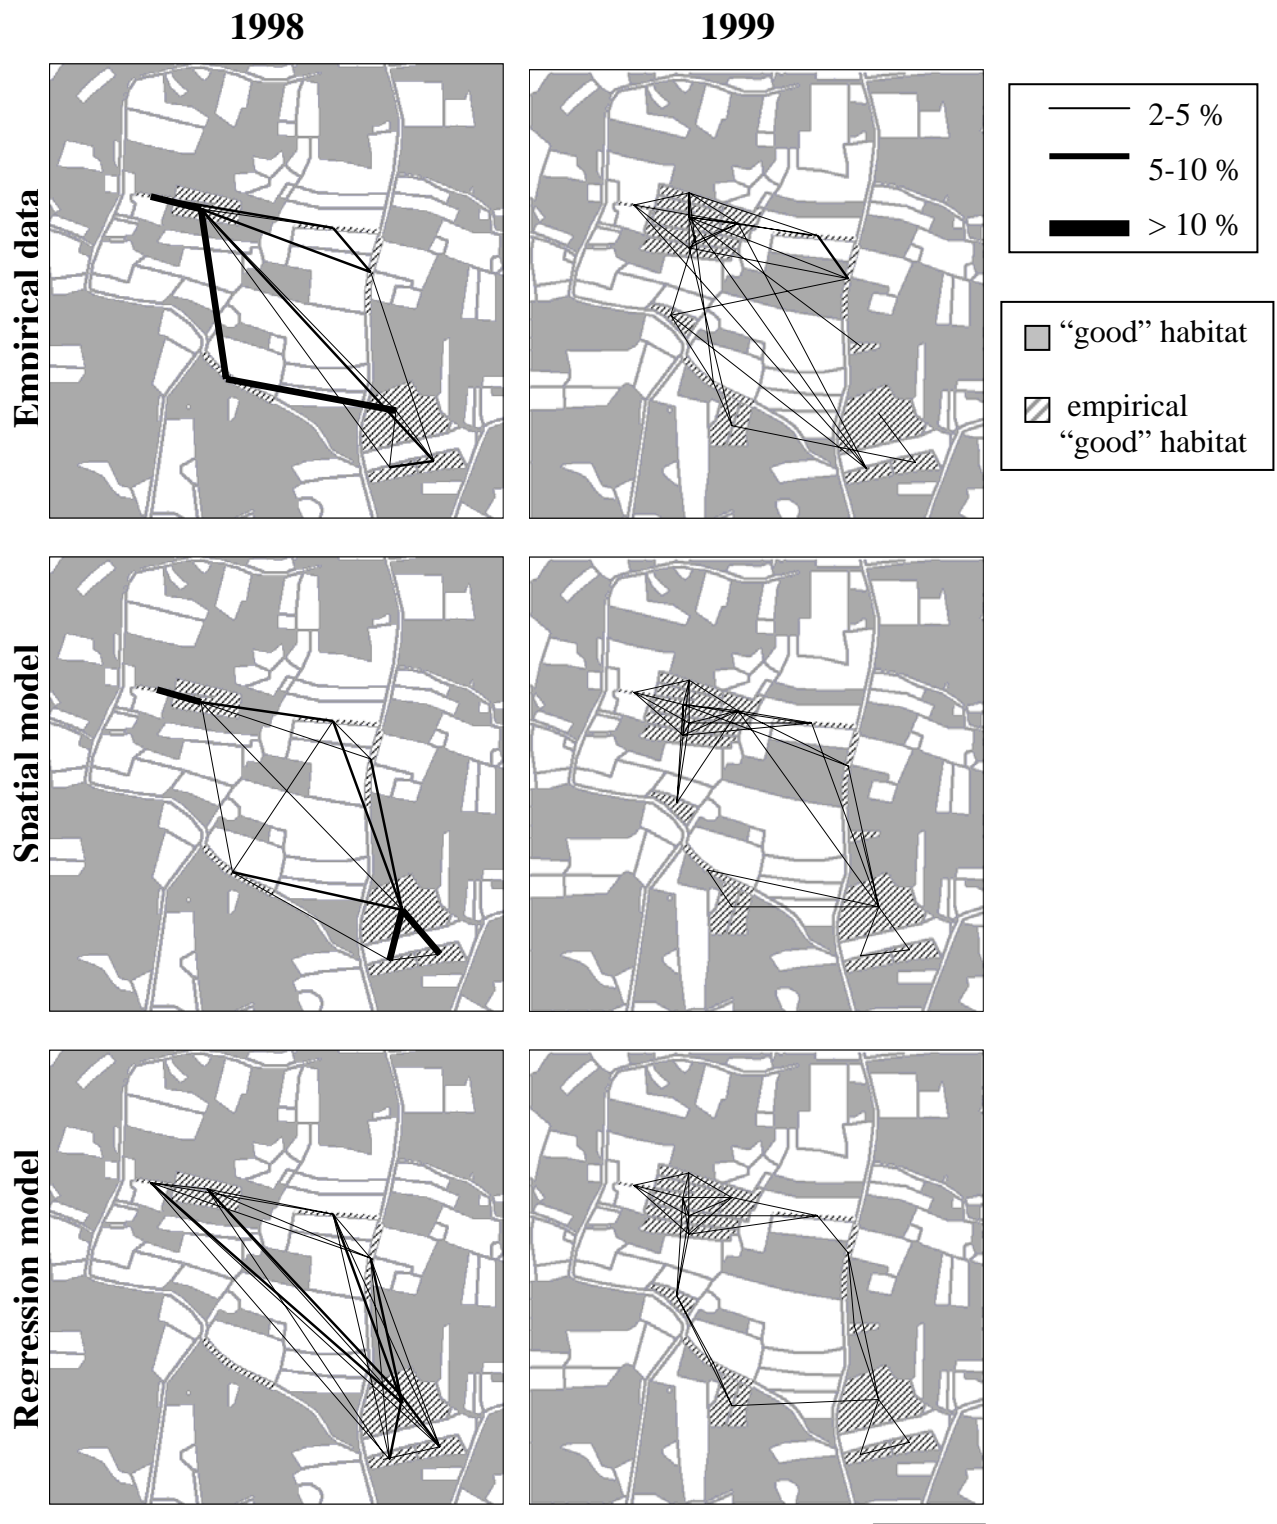 1998
1999
Empirical data
2-5 %
5-10 %
> 10 %
“good” habitat
empirical
“good” habitat
Spatial model
Regression model